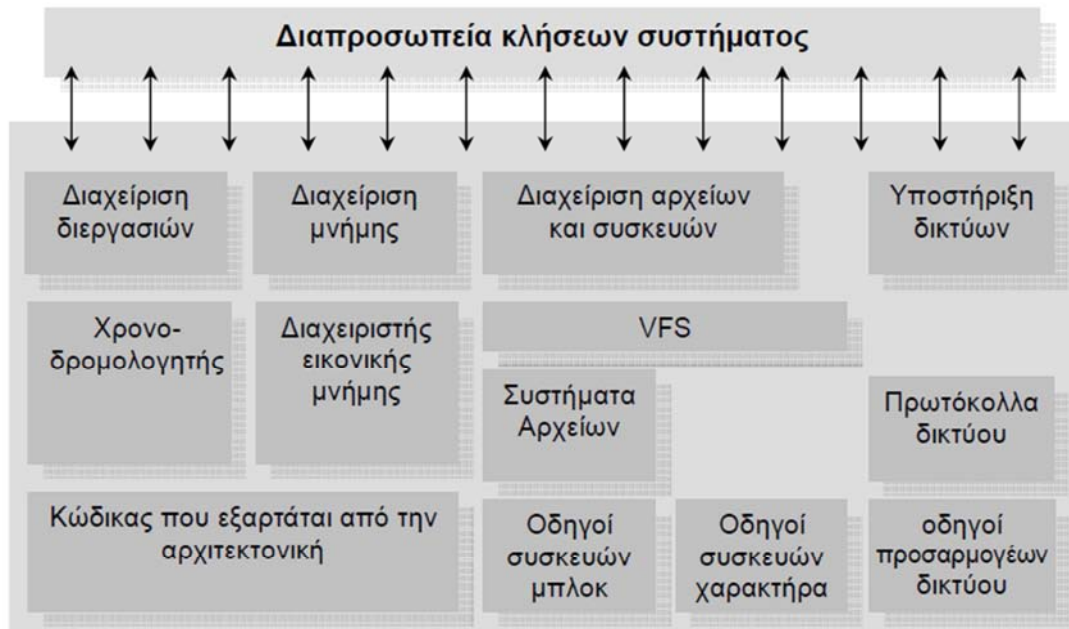 Διαπροσωπεία κλήσεων συστήματος
Διαχείριση
διεργασιών
Διαχείριση
μνήμης
Διαχείριση αρχείων
και συσκευών
Υποστήριξη
δικτύων
Χρονο-
δρομολογητής
Διαχειριστής
εικονικής
μνήμης
VFS
Συστήματα
Αρχείων
Πρωτόκολλα
δικτύου
Κώδικας που εξαρτάται από την
αρχιτεκτονική
Οδηγοί
συσκευών
μπλοκ
Οδηγοί
συσκευών
χαρακτήρα
οδηγοί
προσαρμογέων
δικτύου